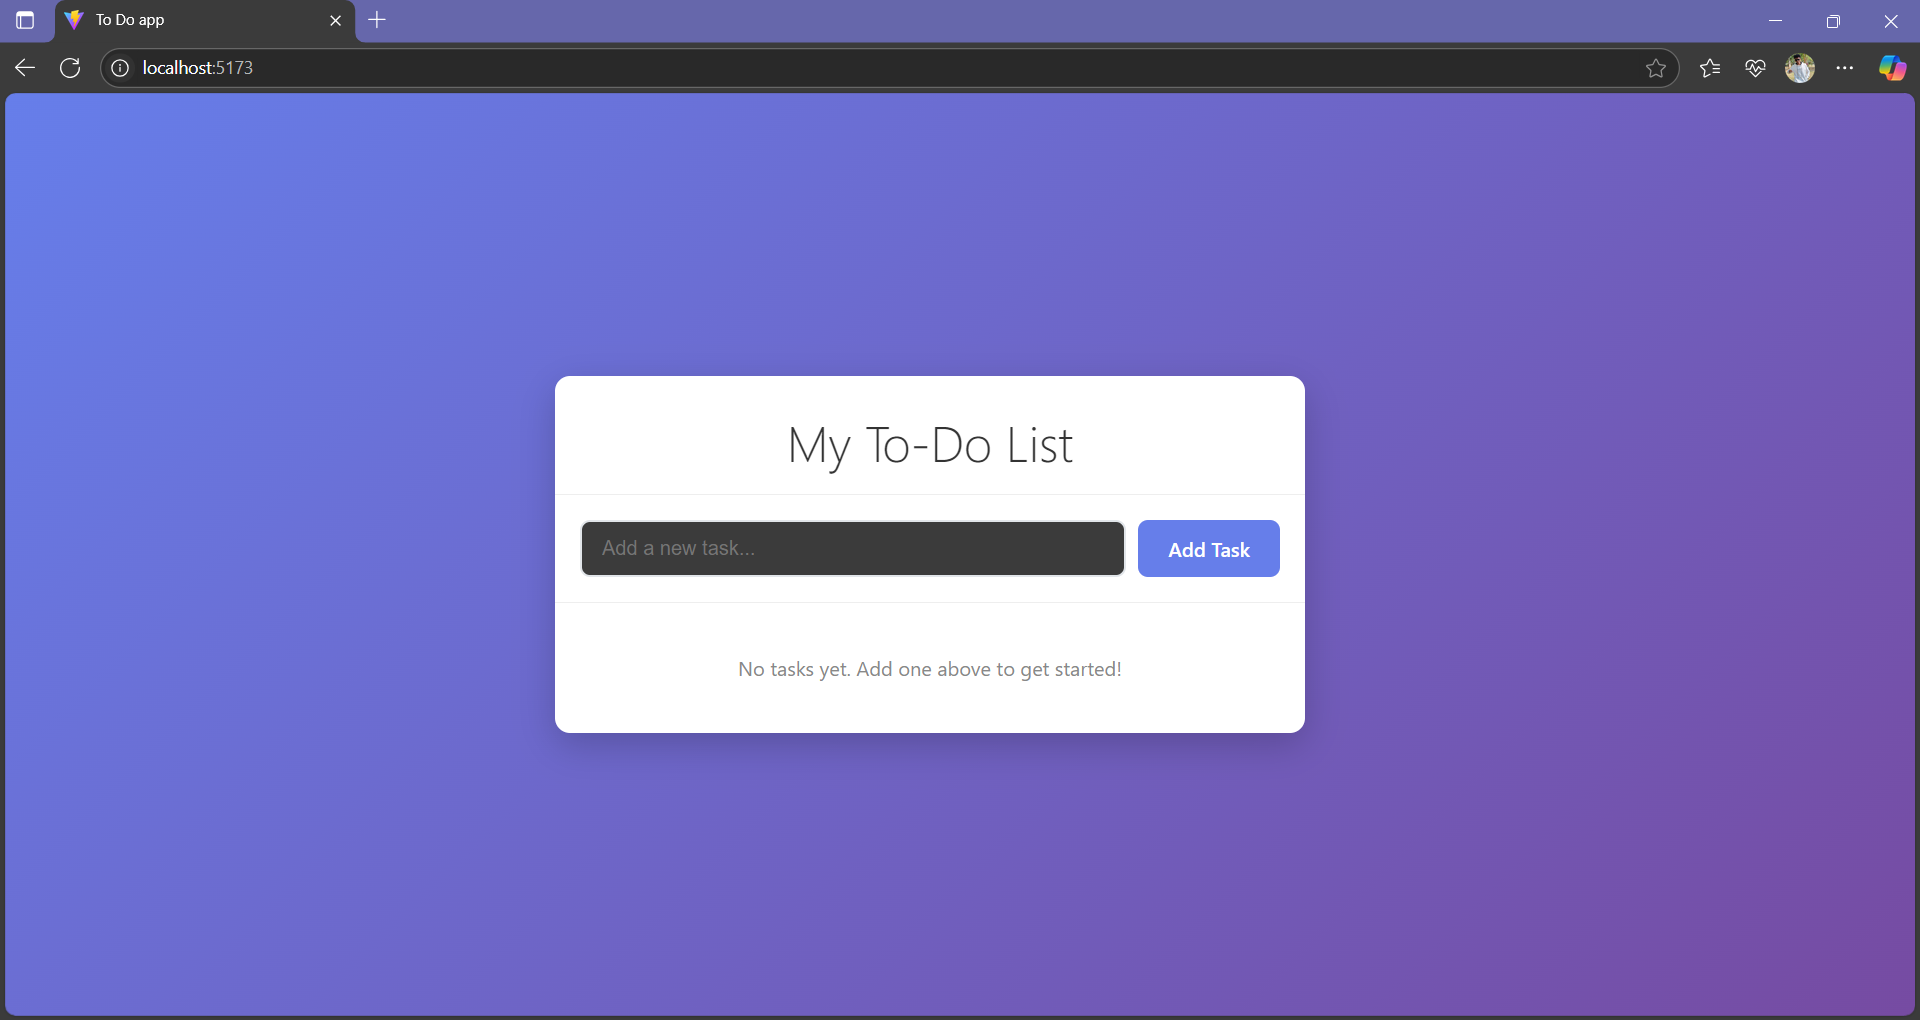 To Do app
localhost:5173
My To-Do List
Add a new task...
Add Task
No tasks yet. Add one above to get started!